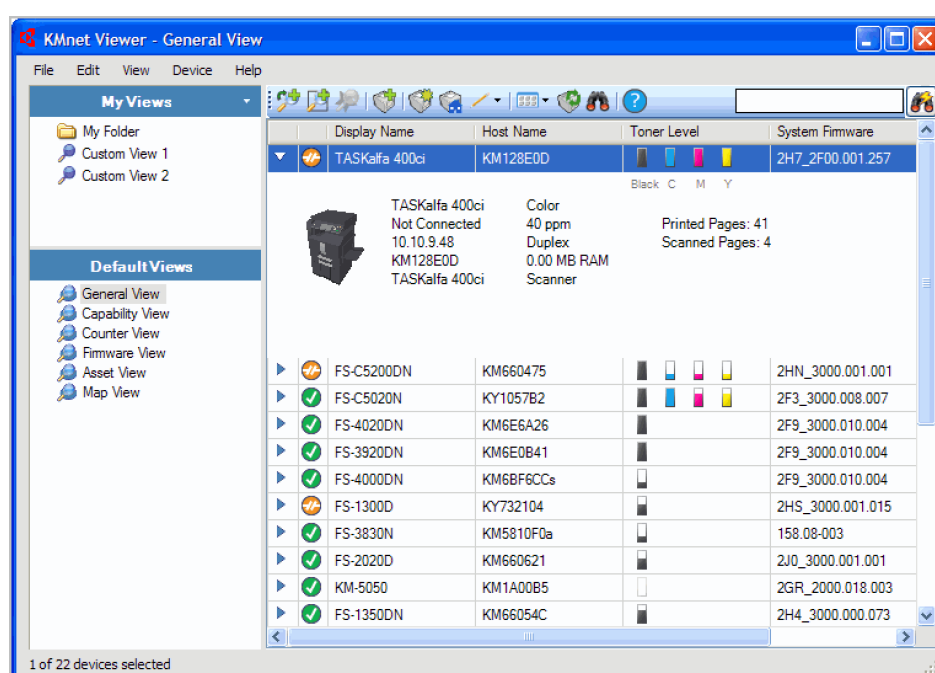 KMnet Viewer - General View
File Edit View Device Help
My Views
My Folder
Custom View 1
Custom View 2
Default Views
General View
Capability View
Counter View
Firmware View
Asset View
Map View
Display Name Host Name Toner Level System Firmware
TASKalfa 400ci KM128E0D 2H7_2F00.001.257
Black C M Y
TASKalfa 400ci Color
Not Connected 40 ppm Printed Pages: 41
10.10.9.48 Duplex Scanned Pages: 4
KM128E0D 0.00 MB RAM
TASKalfa 400ci Scanner
FS-C5200DN KM660475 2HN_3000.001.001
FS-C5020N KY1057B2 2F3_3000.008.007
FS-4020DN KM6E6A26 2F9_3000.010.004
FS-3920DN KM6E0B41 2F9_3000.010.004
FS-4000DN KM6BF6CCs 2F9_3000.010.004
FS-1300D KY732104 2HS_3000.001.015
FS-3830N KM5810F0a 158.08-003
FS-2020D KM660621 2J0_3000.001.001
KM-5050 KM1A00B5 2GR_2000.018.003
FS-1350DN KM66054C 2H4_3000.000.073
1 of 22 devices selected